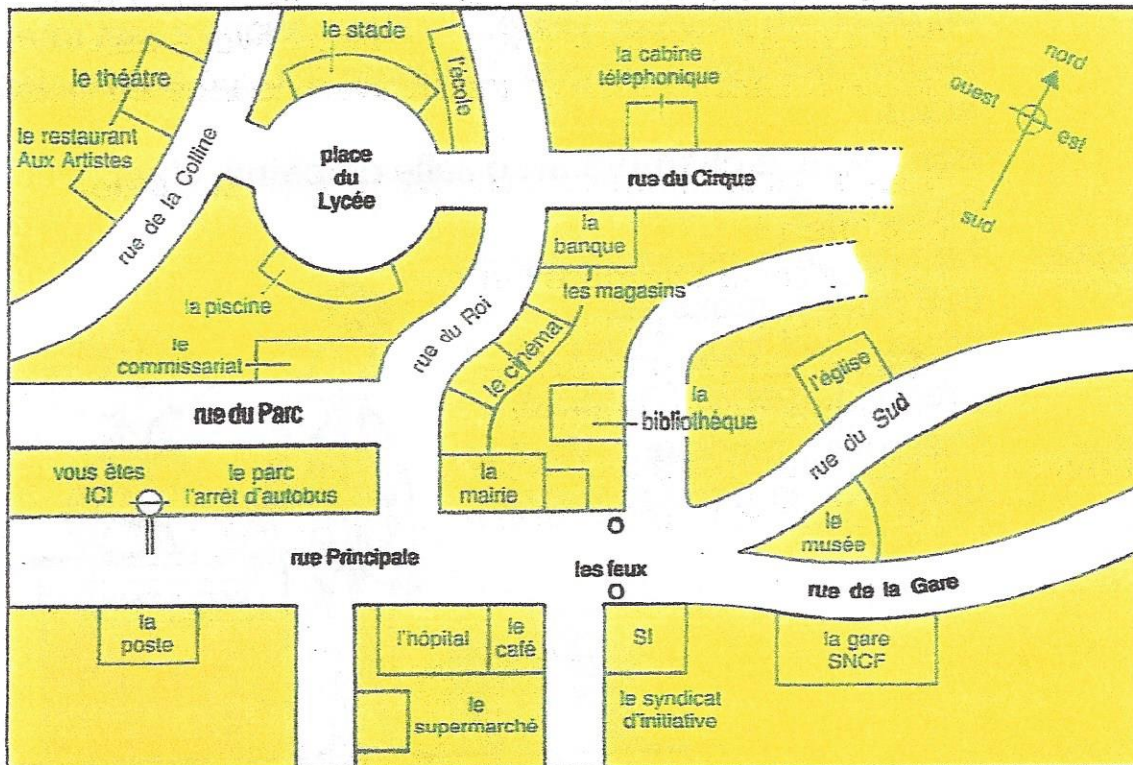 le stade
la cabine
téléphonique
nord
ouest
est
sud
le théâtre
l'école
le restaurant
Aux Artistes
place
du
Lycée
rue du Cirque
rue de la Colline
la
banque
les magasins
la piscine
rue du Roi
le cinéma
le
commissariat
l'église
rue du Parc
la
bibliothèque
rue du Sud
vous êtes
ICI
le parc
l'arrêt d'autobus
la
mairie
le
musée
rue Principale
les feux
rue de la Gare
la
poste
l'hôpital
le
café
SI
la gare
SNCF
le
supermarché
le syndicat
d'initiative